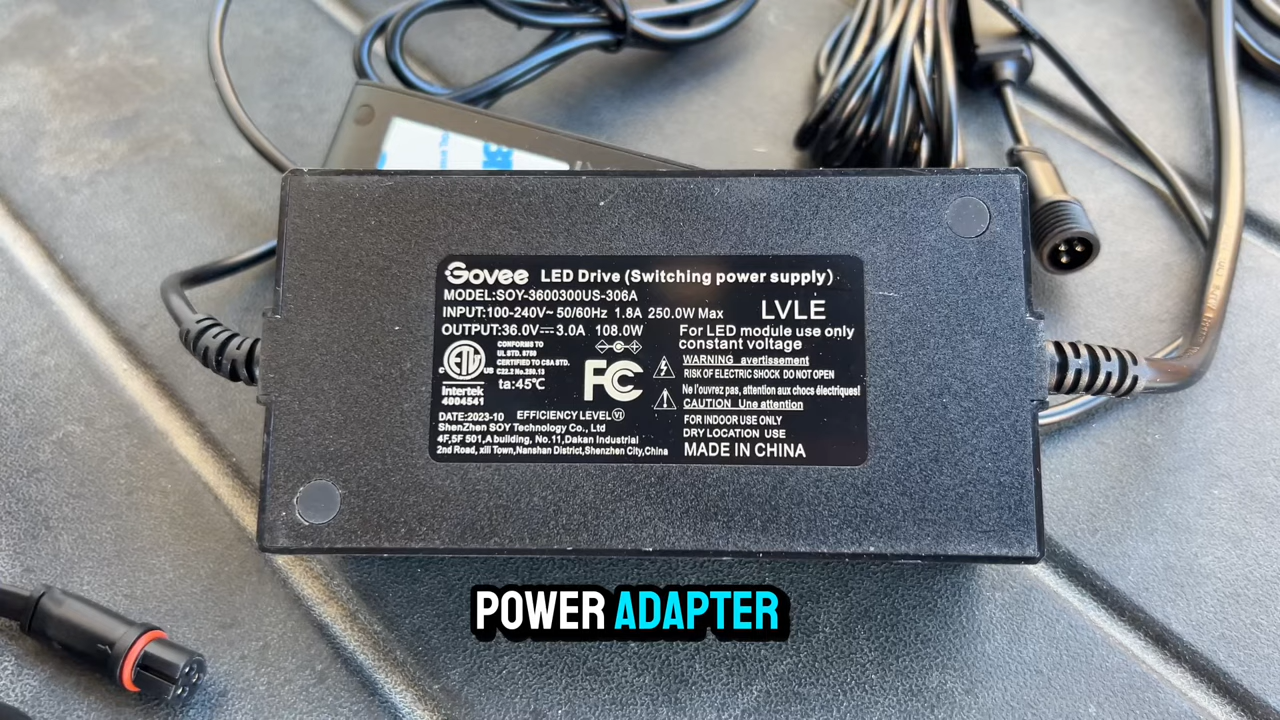 Govee LED Drive (Switching power supply)
MODEL:SOY-3600300US-306A
INPUT:100-240V~ 50/60Hz 1.8A 250.0W Max
LVLE
OUTPUT:36.0V⎓3.0A 108.0W
For LED module use only
constant voltage
CONFORMS TO
UL STD. 8750
CERTIFIED TO CSA STD.
C22.2 No.250.13
ETL
C US
Intertek
4004541
ta:45℃
FC
WARNING avertissement
RISK OF ELECTRIC SHOCK DO NOT OPEN
Ne l'ouvrez pas, attention aux chocs électriques!
CAUTION Une attention
FOR INDOOR USE ONLY
DRY LOCATION USE
MADE IN CHINA
DATE:2023-10 EFFICIENCY LEVEL VI
ShenZhen SOY Technology Co., Ltd
4F,5F 501,A building, No.11,Dakan Industrial
2nd Road, xili Town,Nanshan District,Shenzhen City,China
POWER ADAPTER